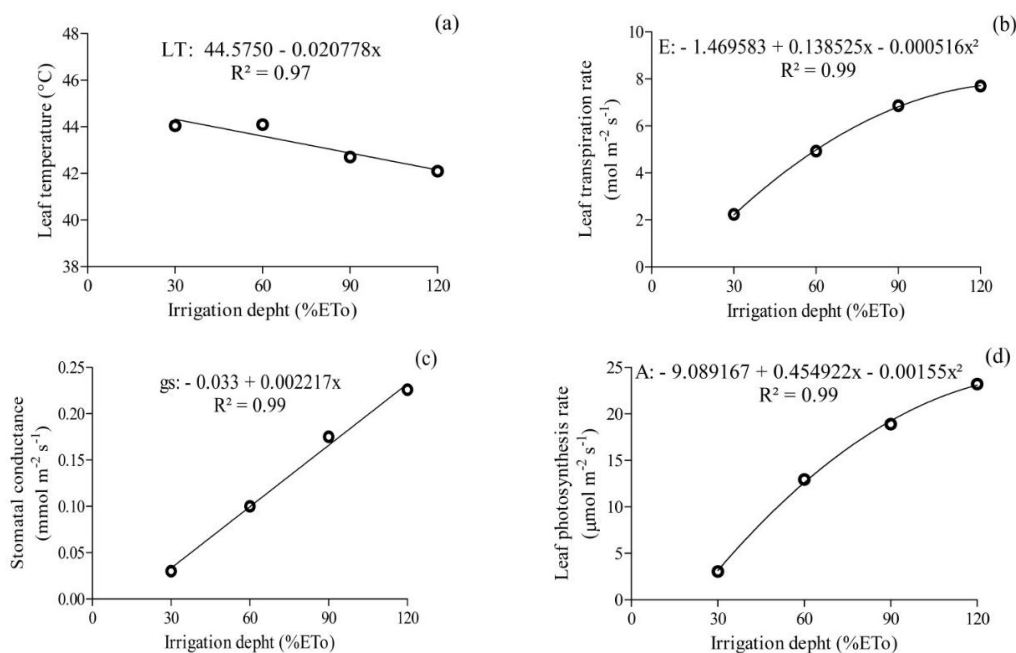 (a)
LT: 44.5750 - 0.020778x
R² = 0.97
48
46
44
42
40
38
0
30
60
90
120
Leaf temperature (°C)
Irrigation depht (%ETo)
(b)
E: - 1.469583 + 0.138525x - 0.000516x²
R² = 0.99
10
8
6
4
2
0
0
30
60
90
120
Leaf transpiration rate
(mol m⁻² s⁻¹)
Irrigation depht (%ETo)
(c)
gs: - 0.033 + 0.002217x
R² = 0.99
0.25
0.20
0.15
0.10
0.05
0.00
0
30
60
90
120
Stomatal conductance
(mmol m⁻² s⁻¹)
Irrigation depht (%ETo)
(d)
A: - 9.089167 + 0.454922x - 0.00155x²
R² = 0.99
25
20
15
10
5
0
0
30
60
90
120
Leaf photosynthesis rate
(μmol m⁻² s⁻¹)
Irrigation depht (%ETo)